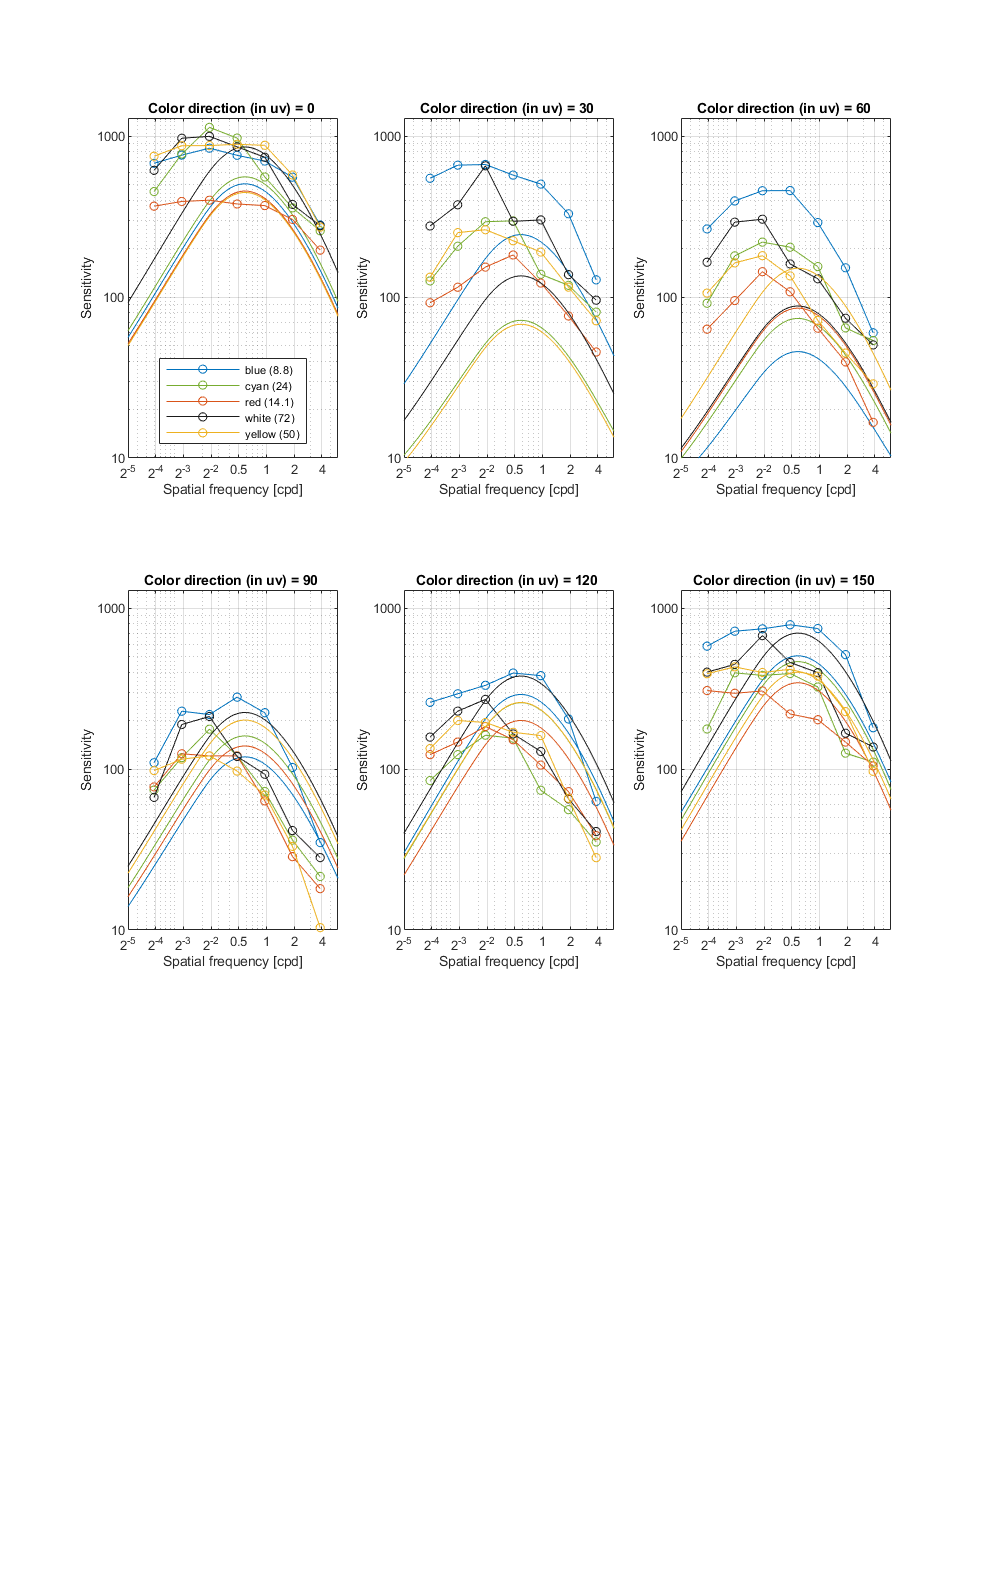 Color direction (in uv) = 0
1000
100
10
Sensitivity
blue (8.8)
cyan (24)
red (14.1)
white (72)
yellow (50)
2^-5 2^-4 2^-3 2^-2 0.5 1 2 4
Spatial frequency [cpd]
Color direction (in uv) = 30
1000
100
10
Sensitivity
2^-5 2^-4 2^-3 2^-2 0.5 1 2 4
Spatial frequency [cpd]
Color direction (in uv) = 60
1000
100
10
Sensitivity
2^-5 2^-4 2^-3 2^-2 0.5 1 2 4
Spatial frequency [cpd]
Color direction (in uv) = 90
1000
100
10
Sensitivity
2^-5 2^-4 2^-3 2^-2 0.5 1 2 4
Spatial frequency [cpd]
Color direction (in uv) = 120
1000
100
10
Sensitivity
2^-5 2^-4 2^-3 2^-2 0.5 1 2 4
Spatial frequency [cpd]
Color direction (in uv) = 150
1000
100
10
Sensitivity
2^-5 2^-4 2^-3 2^-2 0.5 1 2 4
Spatial frequency [cpd]